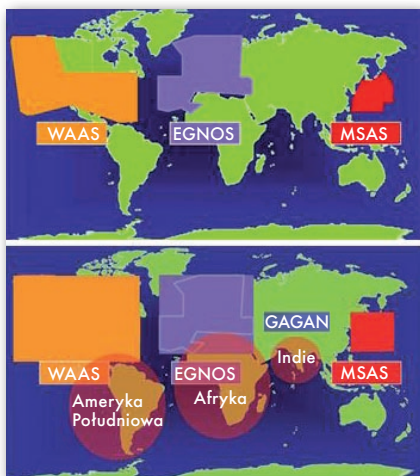 WAAS
EGNOS
MSAS
GAGAN
Indie
WAAS
EGNOS
MSAS
Ameryka
Południowa
Afryka